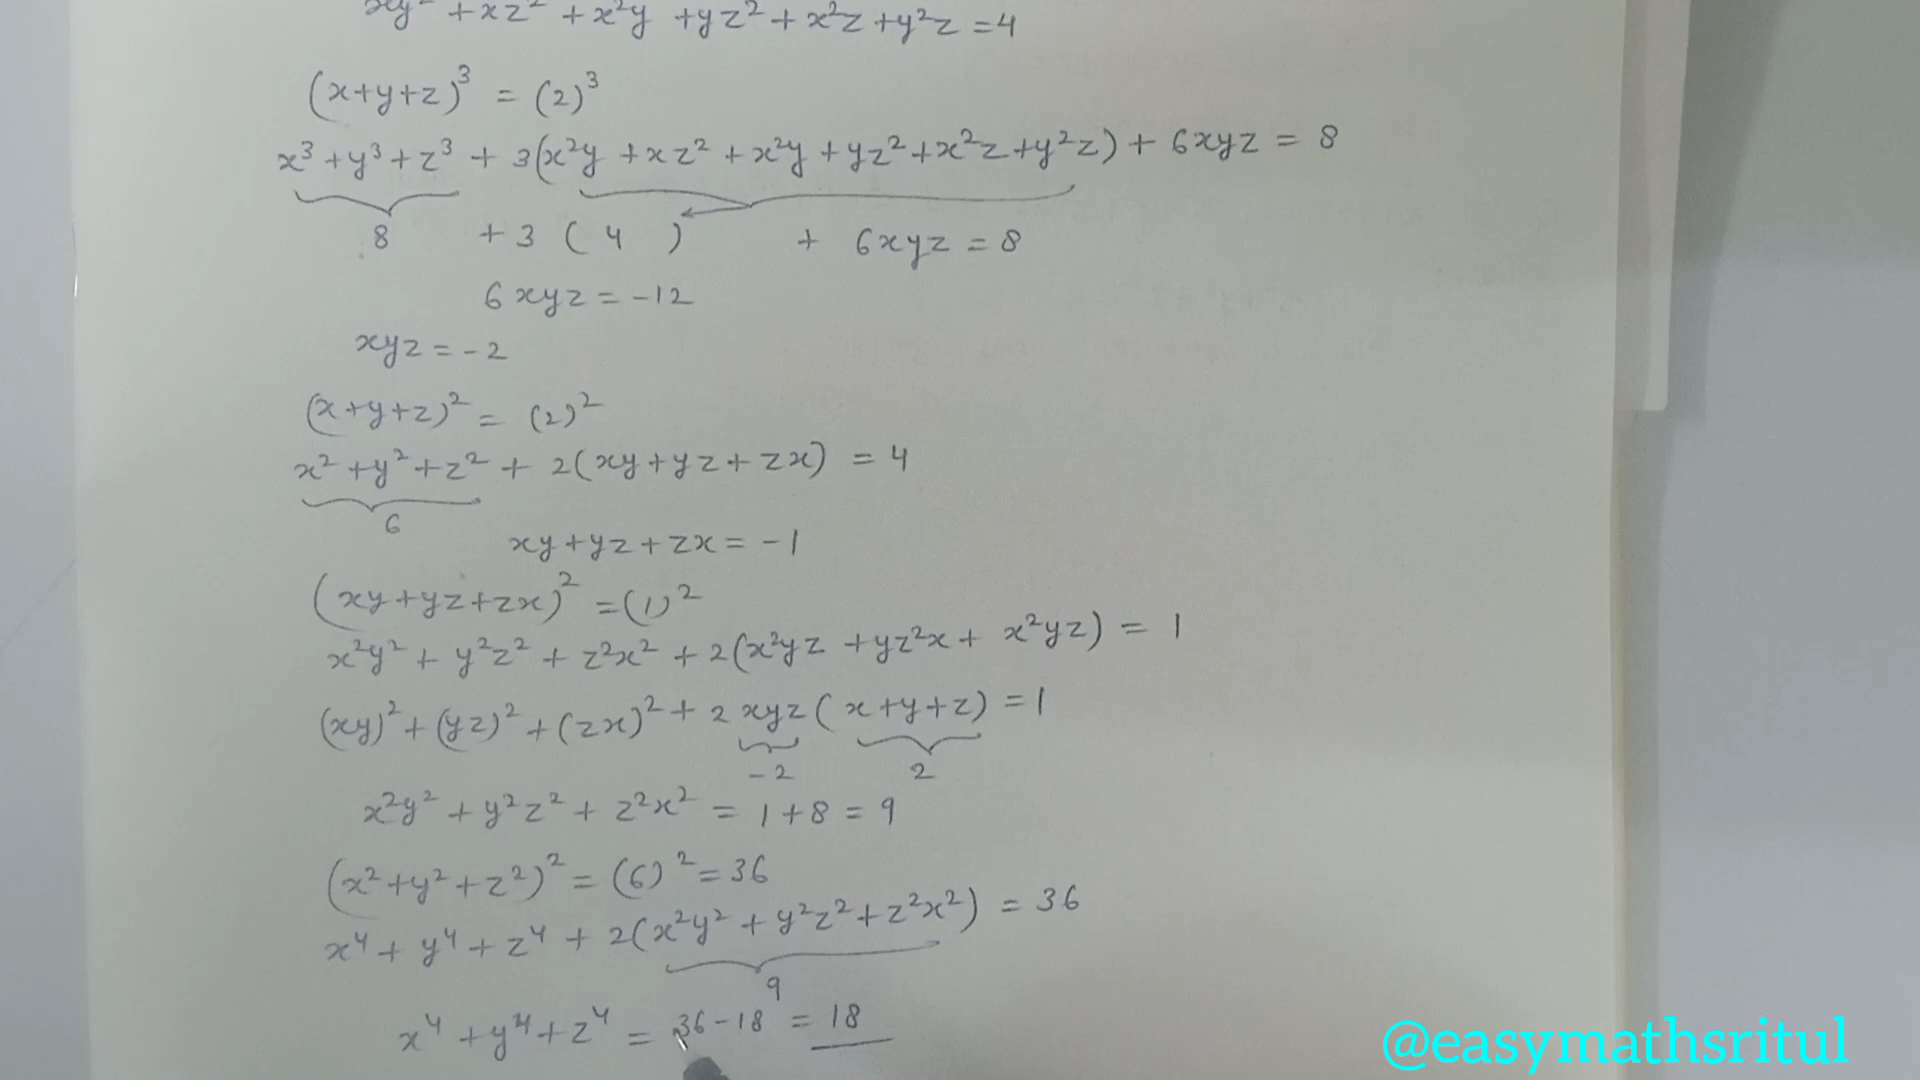 xy² + xz² + x²y + yz² + x²z + y²z = 4
(x+y+z)³ = (2)³
x³ + y³ + z³ + 3(x²y + xz² + x²y + yz² + x²z + y²z) + 6xyz = 8
8 + 3 ( 4 ) + 6xyz = 8
6xyz = -12
xyz = -2
(x+y+z)² = (2)²
x² + y² + z² + 2(xy + yz + zx) = 4
6
xy + yz + zx = -1
(xy + yz + zx)² = (1)²
x²y² + y²z² + z²x² + 2(x²yz + yz²x + x²yz) = 1
(xy)² + (yz)² + (zx)² + 2xyz(x+y+z) = 1
-2 2
x²y² + y²z² + z²x² = 1+8 = 9
(x² + y² + z²)² = (6)² = 36
x⁴ + y⁴ + z⁴ + 2(x²y² + y²z² + z²x²) = 36
9
x⁴ + y⁴ + z⁴ = 36-18 = 18
@easymathsritul